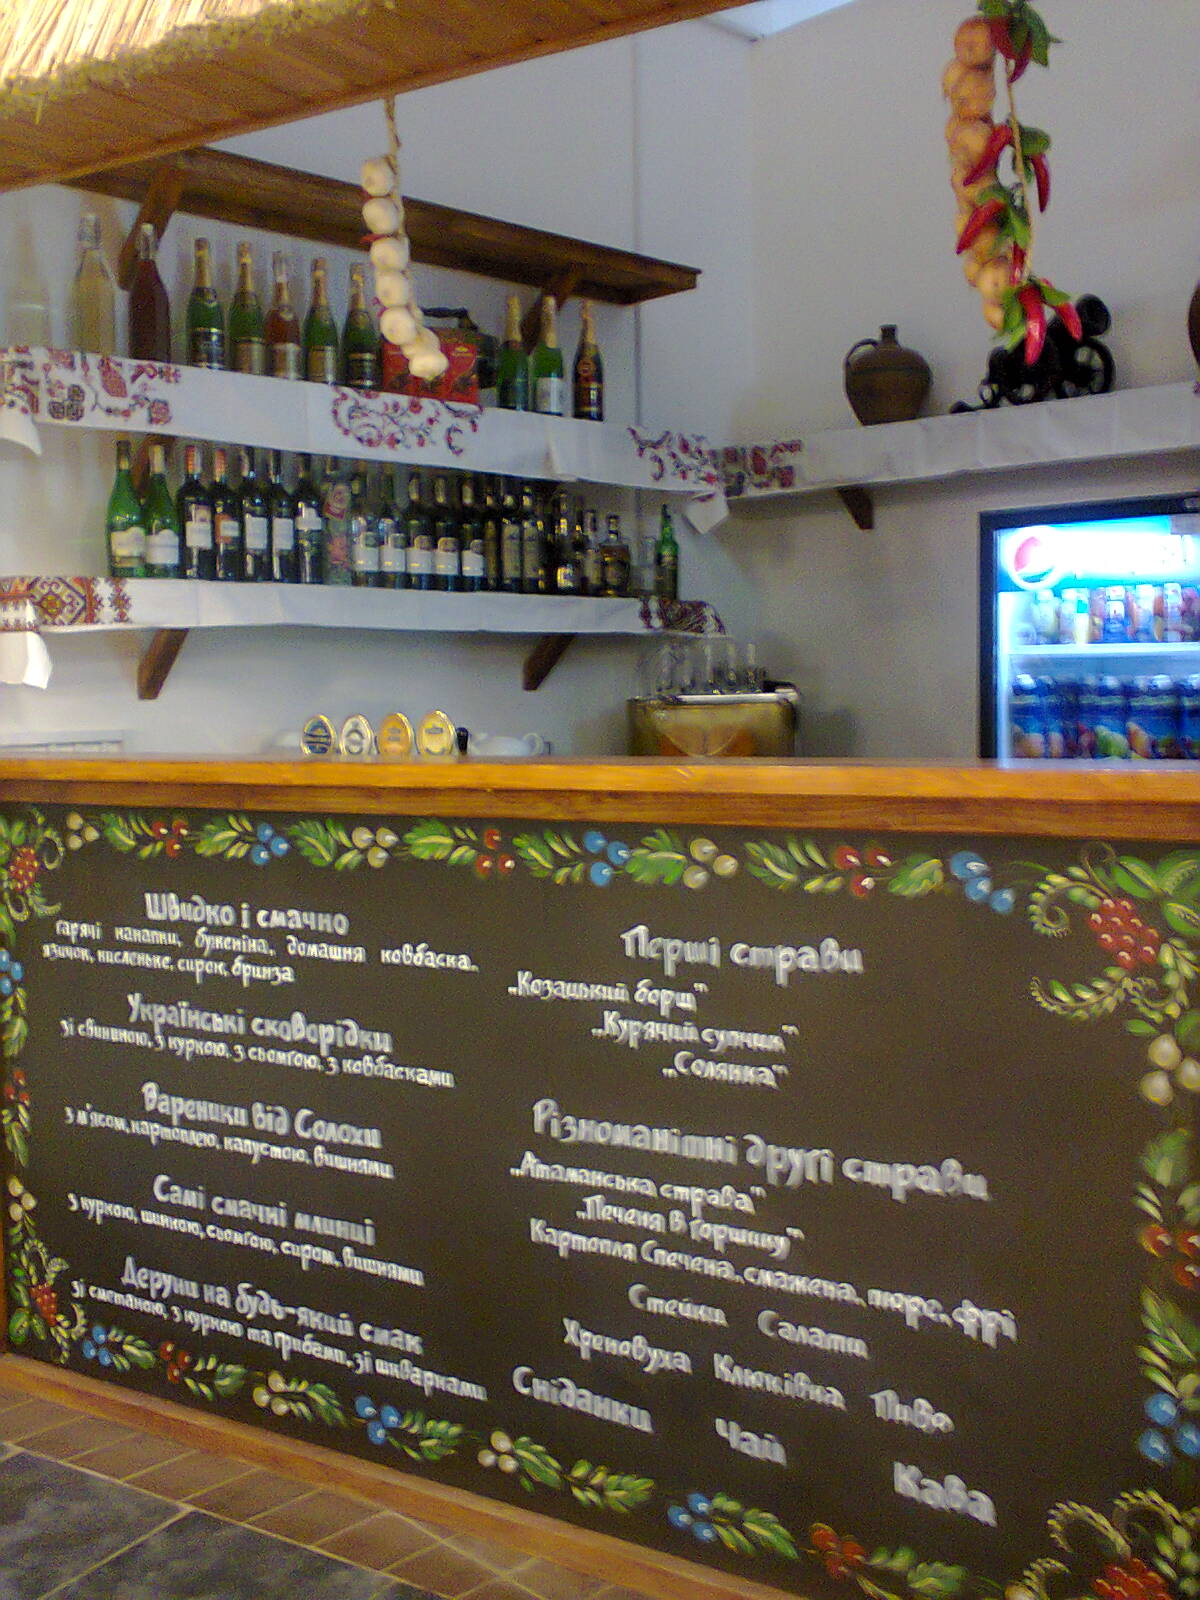 Швидко і смачно
гарячі канапки, буженіна, домашня ковбаса,
язичок, кисленьке, сирок, бринза
Українські сковорідки
зі свининою, з куркою, з сьомгою, з ковбасками
Вареники від Солохи
з м'ясом, картоплею, капустою, вишнями
Самі смачні млинці
з куркою, шинкою, сьомгою, сиром, вишнями
Деруни на будь-який смак
зі сметаною, з куркою та грибами, зі шкварками
Перші страви
„Козацький борщ"
„Курячий супчик"
„Солянка"
Різноманітні другі страви
„Атаманська страва"
„Печеня в горщику"
Картопля Спечена, смажена, пюре, фрі
Стейки Салати
Хреновуха Клюківка Пиво
Сніданки Чай Кава